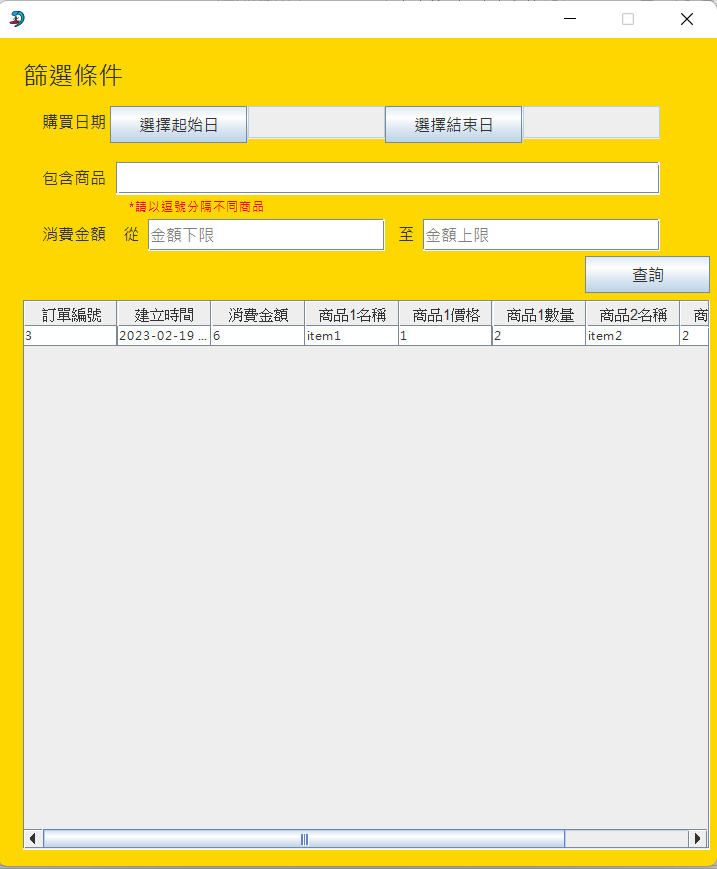 篩選條件
購買日期 選擇起始日 選擇結束日
包含商品
*請以逗號分隔不同商品
消費金額 從 金額下限 至 金額上限
查詢
訂單編號 建立時間 消費金額 商品1名稱 商品1價格 商品1數量 商品2名稱 商
3 2023-02-19 ... 6 item1 1 2 item2 2